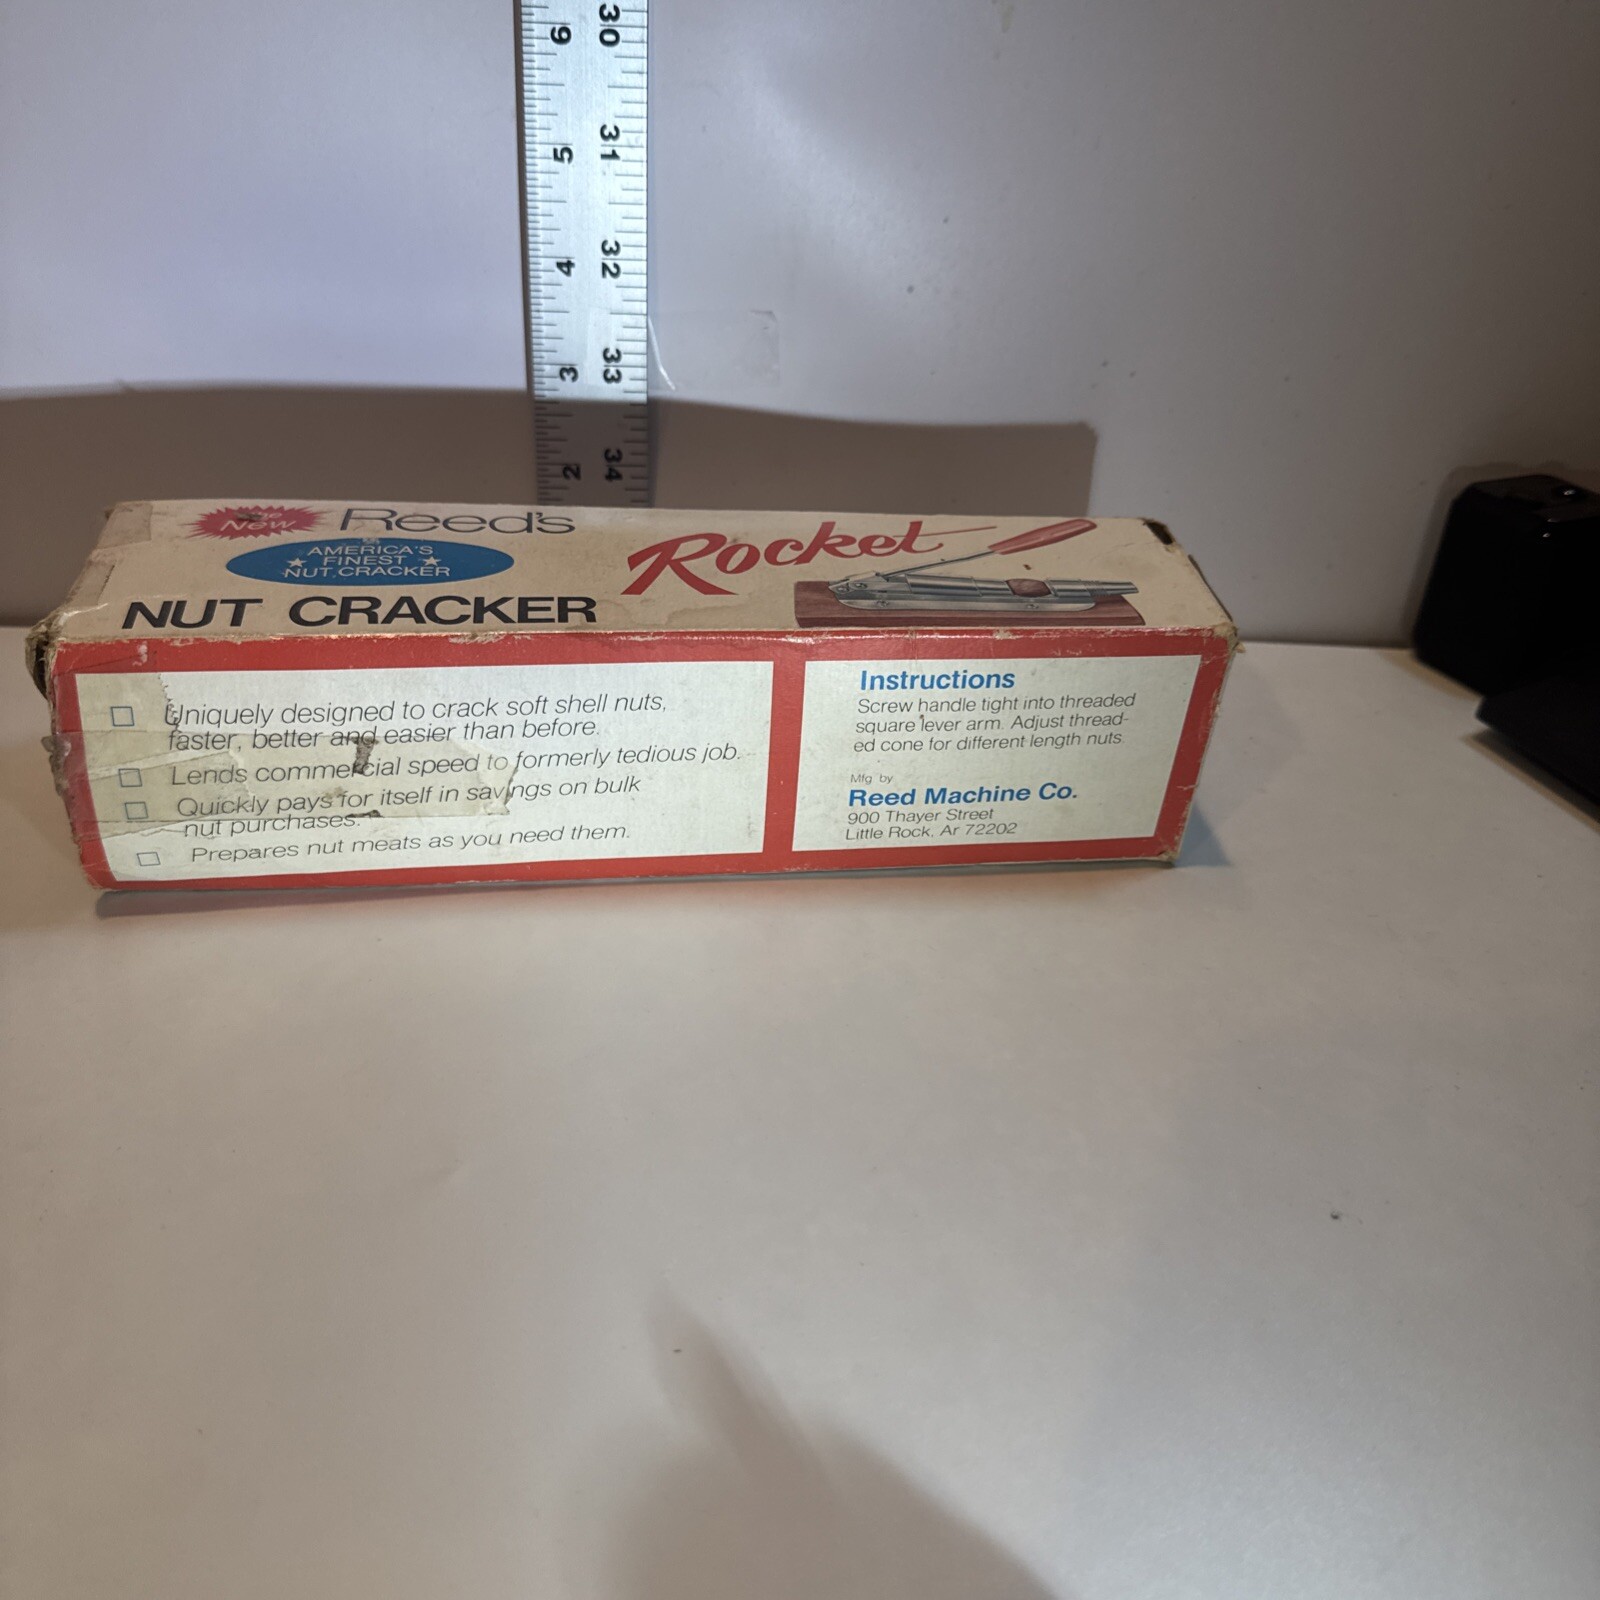 6 30
5 31
4 32
3 33
2 34
New Reed's
AMERICA'S
FINEST
NUT CRACKER
Rocket
NUT CRACKER
Uniquely designed to crack soft shell nuts,
faster, better and easier than before.
Lends commercial speed to formerly tedious job.
Quickly pays for itself in savings on bulk
nut purchases.
Prepares nut meats as you need them.
Instructions
Screw handle tight into threaded
square lever arm. Adjust thread-
ed cone for different length nuts.
Mfg by
Reed Machine Co.
900 Thayer Street
Little Rock, Ar 72202